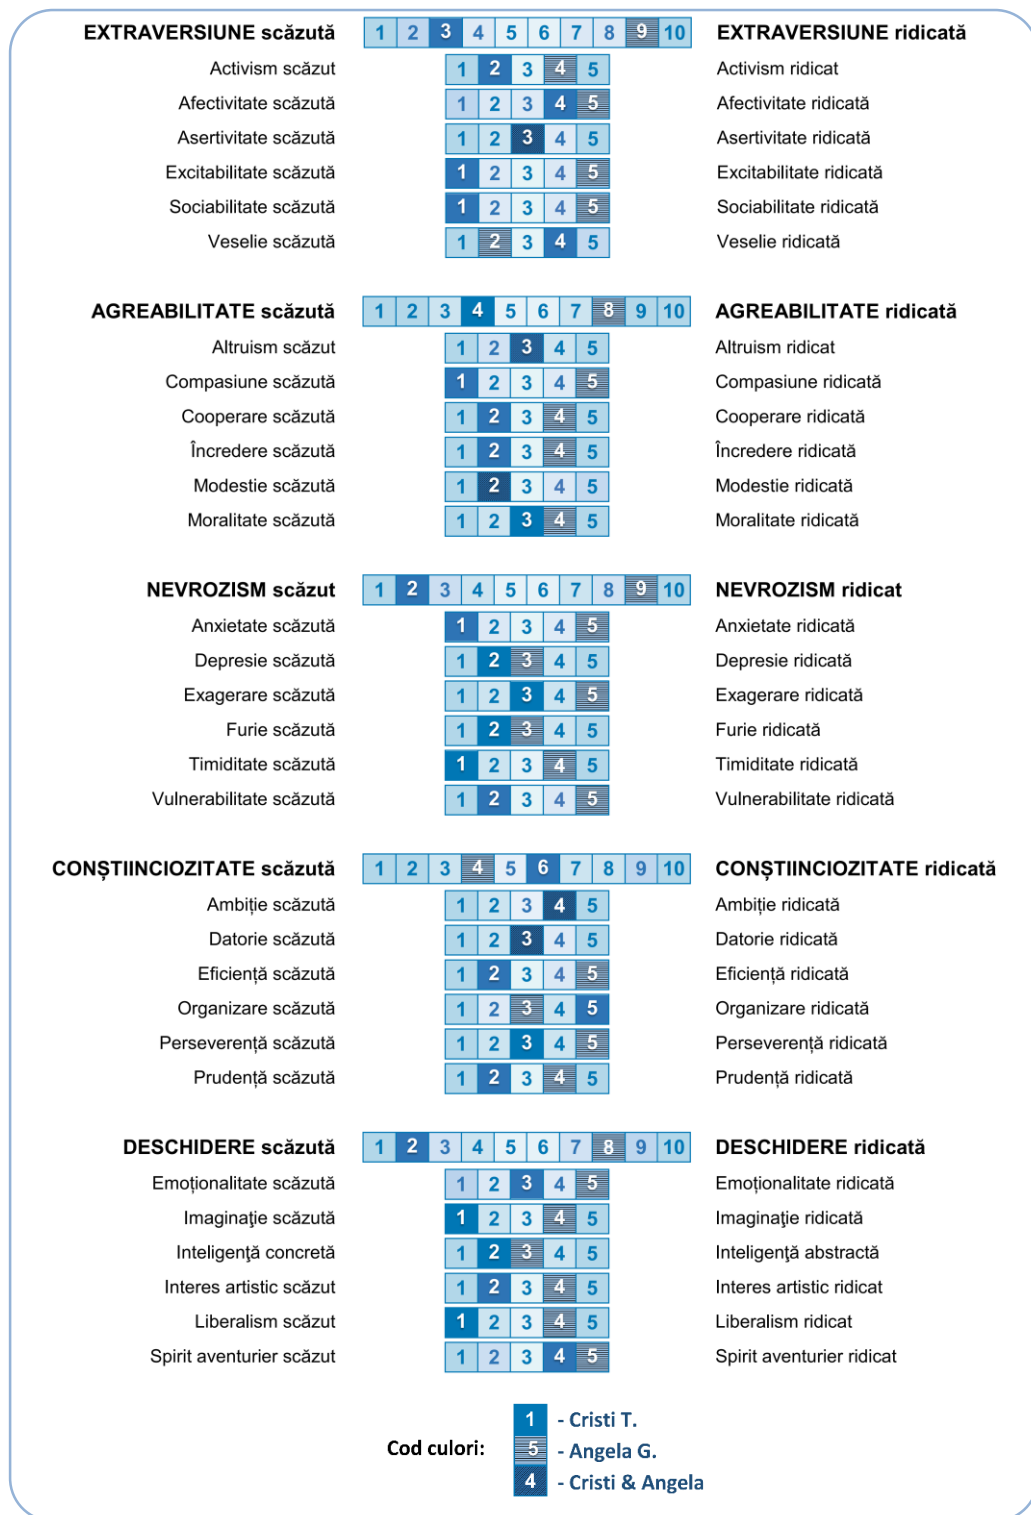 EXTRAVERSIUNE scăzută 1 2 3 4 5 6 7 8 9 10 EXTRAVERSIUNE ridicată
Activism scăzut 1 2 3 4 5 Activism ridicat
Afectivitate scăzută 1 2 3 4 5 Afectivitate ridicată
Asertivitate scăzută 1 2 3 4 5 Asertivitate ridicată
Excitabilitate scăzută 1 2 3 4 5 Excitabilitate ridicată
Sociabilitate scăzută 1 2 3 4 5 Sociabilitate ridicată
Veselie scăzută 1 2 3 4 5 Veselie ridicată
AGREABILITATE scăzută 1 2 3 4 5 6 7 8 9 10 AGREABILITATE ridicată
Altruism scăzut 1 2 3 4 5 Altruism ridicat
Compasiune scăzută 1 2 3 4 5 Compasiune ridicată
Cooperare scăzută 1 2 3 4 5 Cooperare ridicată
Încredere scăzută 1 2 3 4 5 Încredere ridicată
Modestie scăzută 1 2 3 4 5 Modestie ridicată
Moralitate scăzută 1 2 3 4 5 Moralitate ridicată
NEVROZISM scăzut 1 2 3 4 5 6 7 8 9 10 NEVROZISM ridicat
Anxietate scăzută 1 2 3 4 5 Anxietate ridicată
Depresie scăzută 1 2 3 4 5 Depresie ridicată
Exagerare scăzută 1 2 3 4 5 Exagerare ridicată
Furie scăzută 1 2 3 4 5 Furie ridicată
Timiditate scăzută 1 2 3 4 5 Timiditate ridicată
Vulnerabilitate scăzută 1 2 3 4 5 Vulnerabilitate ridicată
CONȘTIINCIOZITATE scăzută 1 2 3 4 5 6 7 8 9 10 CONȘTIINCIOZITATE ridicată
Ambiție scăzută 1 2 3 4 5 Ambiție ridicată
Datorie scăzută 1 2 3 4 5 Datorie ridicată
Eficiență scăzută 1 2 3 4 5 Eficiență ridicată
Organizare scăzută 1 2 3 4 5 Organizare ridicată
Perseverență scăzută 1 2 3 4 5 Perseverență ridicată
Prudență scăzută 1 2 3 4 5 Prudență ridicată
DESCHIDERE scăzută 1 2 3 4 5 6 7 8 9 10 DESCHIDERE ridicată
Emoționalitate scăzută 1 2 3 4 5 Emoționalitate ridicată
Imaginaţie scăzută 1 2 3 4 5 Imaginaţie ridicată
Inteligenţă concretă 1 2 3 4 5 Inteligenţă abstractă
Interes artistic scăzut 1 2 3 4 5 Interes artistic ridicat
Liberalism scăzut 1 2 3 4 5 Liberalism ridicat
Spirit aventurier scăzut 1 2 3 4 5 Spirit aventurier ridicat
1 - Cristi T.
Cod culori: 5 - Angela G.
4 - Cristi & Angela